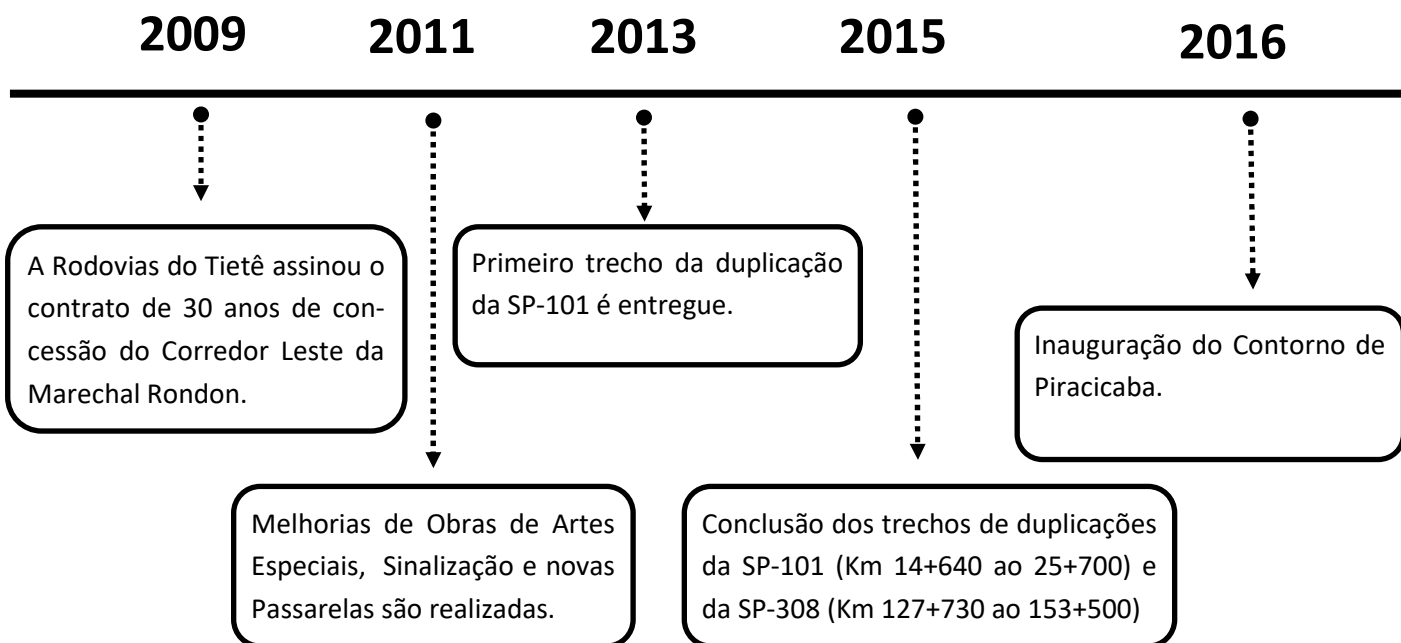 2009
2011
2013
2015
2016
A Rodovias do Tietê assinou o
contrato de 30 anos de con-
cessão do Corredor Leste da
Marechal Rondon.
Melhorias de Obras de Artes
Especiais, Sinalização e novas
Passarelas são realizadas.
Primeiro trecho da duplicação
da SP-101 é entregue.
Conclusão dos trechos de duplicações
da SP-101 (Km 14+640 ao 25+700) e
da SP-308 (Km 127+730 ao 153+500)
Inauguração do Contorno de
Piracicaba.